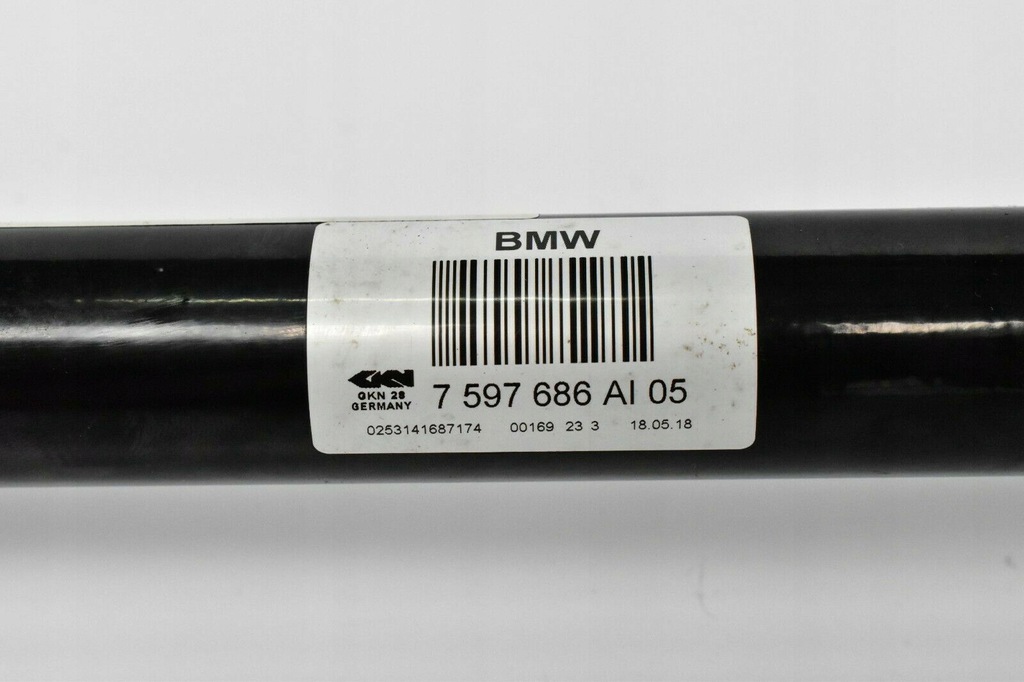 BMW
GKN
GKN 28
GERMANY
7 597 686 AI 05
0253141687174 00169 23 3 18.05.18